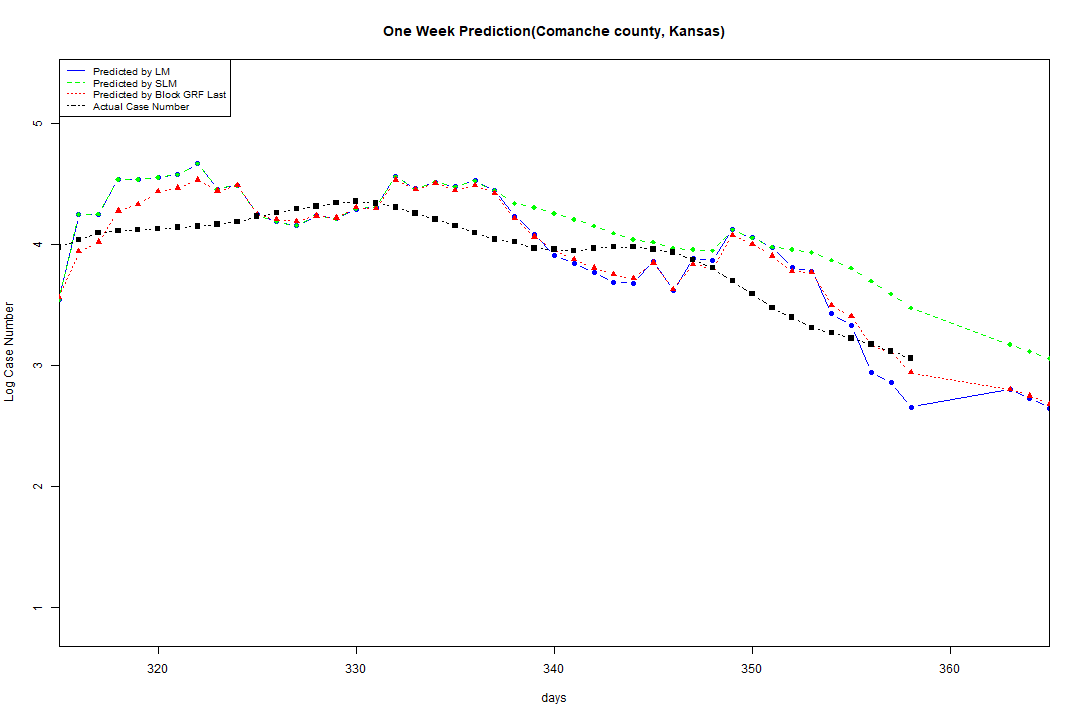 One Week Prediction(Comanche county, Kansas)
Predicted by LM
Predicted by SLM
Predicted by Block GRF Last
Actual Case Number
5
4
3
2
1
Log Case Number
320 330 340 350 360
days